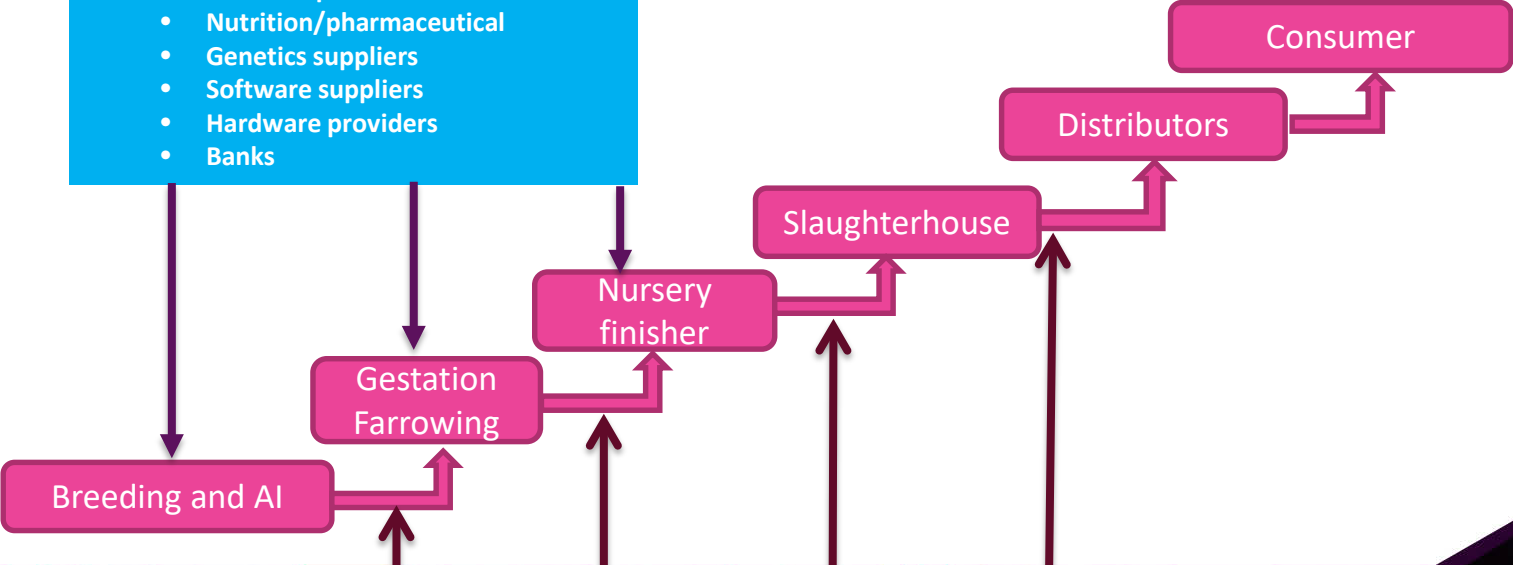 • Nutrition/pharmaceutical
• Genetics suppliers
• Software suppliers
• Hardware providers
• Banks
Consumer
Distributors
Slaughterhouse
Nursery
finisher
Gestation
Farrowing
Breeding and AI